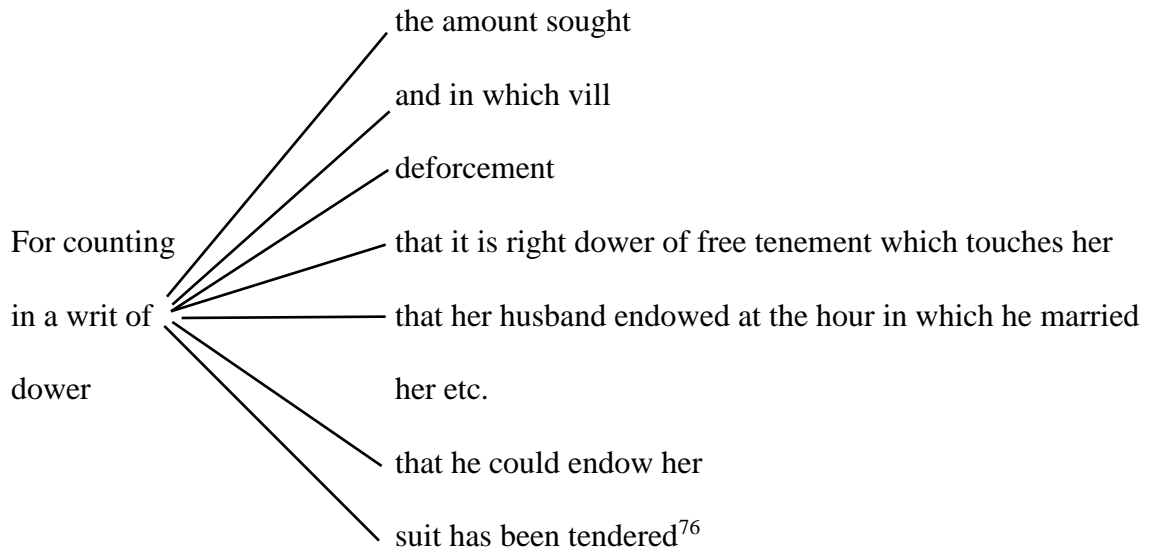 the amount sought
and in which vill
deforcement
For counting
that it is right dower of free tenement which touches her
in a writ of
that her husband endowed at the hour in which he married
dower
her etc.
that he could endow her
suit has been tendered76